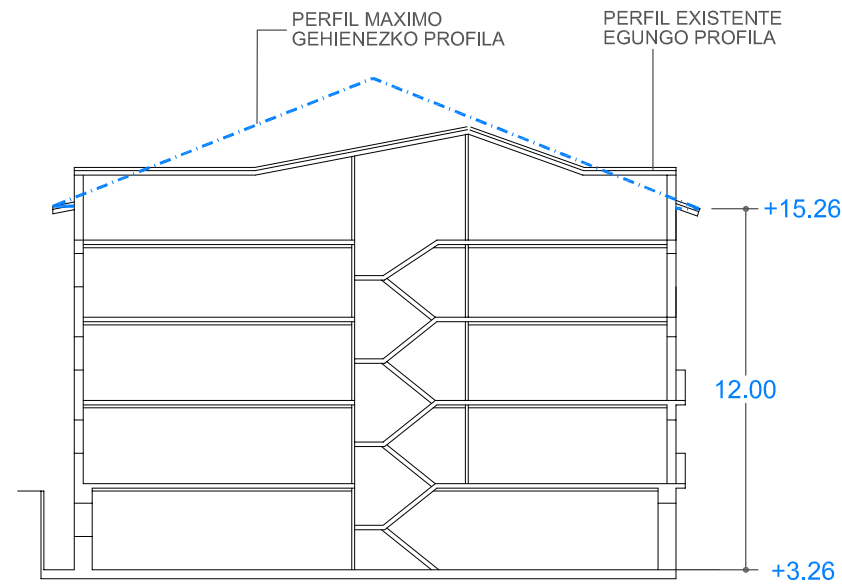 PERFIL MAXIMO
GEHIENEZKO PROFILA
PERFIL EXISTENTE
EGUNGO PROFILA
+15.26
12.00
+3.26